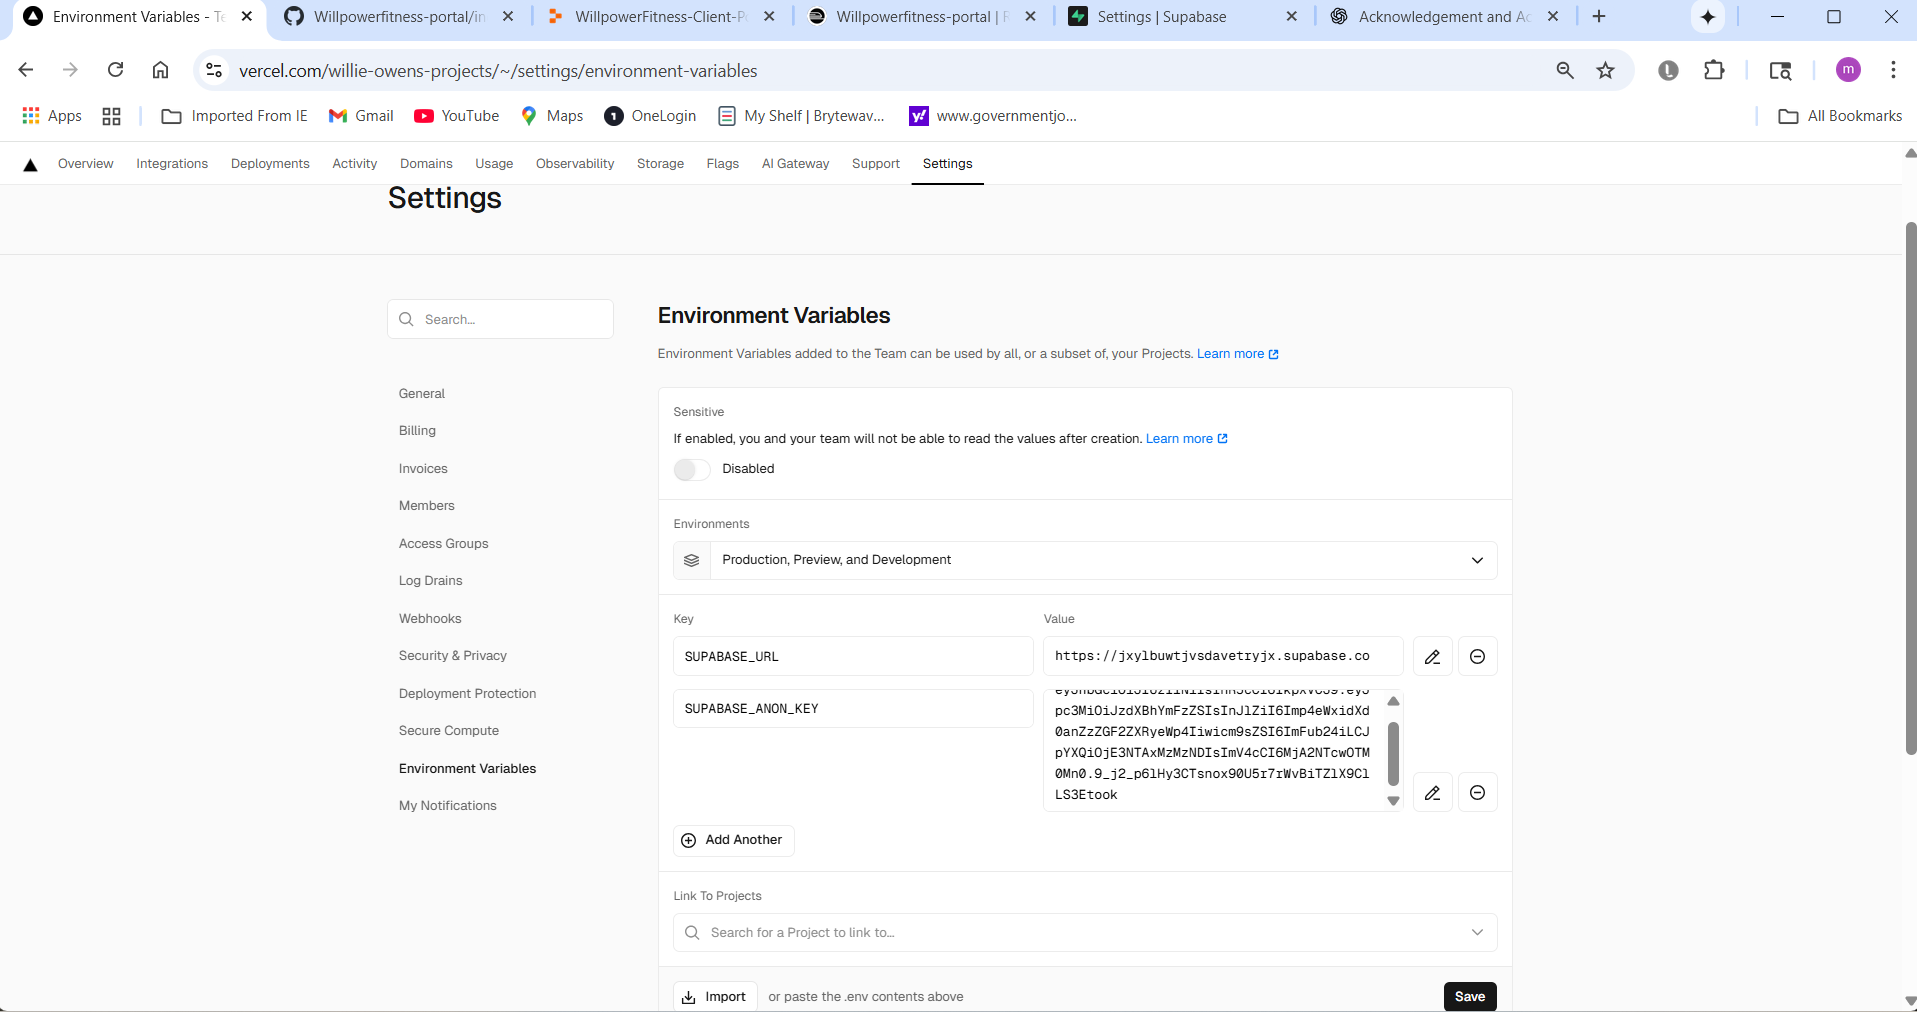 Environment Variables - Te
Willpowerfitness-portal/in
WillpowerFitness-Client-Po
Willpowerfitness-portal | R
Settings | Supabase
Acknowledgement and Ac
vercel.com/willie-owens-projects/~/settings/environment-variables
m
Apps
Imported From IE
Gmail
YouTube
Maps
OneLogin
My Shelf | Brytewav...
www.governmentjo...
All Bookmarks
Overview
Integrations
Deployments
Activity
Domains
Usage
Observability
Storage
Flags
AI Gateway
Support
Settings
Settings
Search...
General
Billing
Invoices
Members
Access Groups
Log Drains
Webhooks
Security & Privacy
Deployment Protection
Secure Compute
Environment Variables
My Notifications
Environment Variables
Environment Variables added to the Team can be used by all, or a subset of, your Projects. Learn more
Sensitive
If enabled, you and your team will not be able to read the values after creation. Learn more
Disabled
Environments
Production, Preview, and Development
Key
Value
SUPABASE_URL
https://jxylbuwtjvsdavetryjx.supabase.co
SUPABASE_ANON_KEY
pc3MiOiJzdXBhYmFzZSIsInJlZiI6Imp4eWxidXd
0anZzZGF2ZXRyeWp4Iiwicm9sZSI6ImFub24iLCJ
pYXQiOjE3NTAxMzMzNDIsImV4cCI6MjA2NTcwOTM
0Mn0.9_j2_p6lHy3CTsnox90U5r7rWvBiTZlX9Cl
LS3Etook
Add Another
Link To Projects
Search for a Project to link to...
Import
or paste the .env contents above
Save